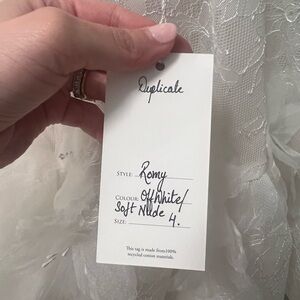 Duplicate
STYLE: Romy
COLOUR: Off White/
Soft Nude 4.
SIZE:
This tag is made from 100%
recycled cotton materials.